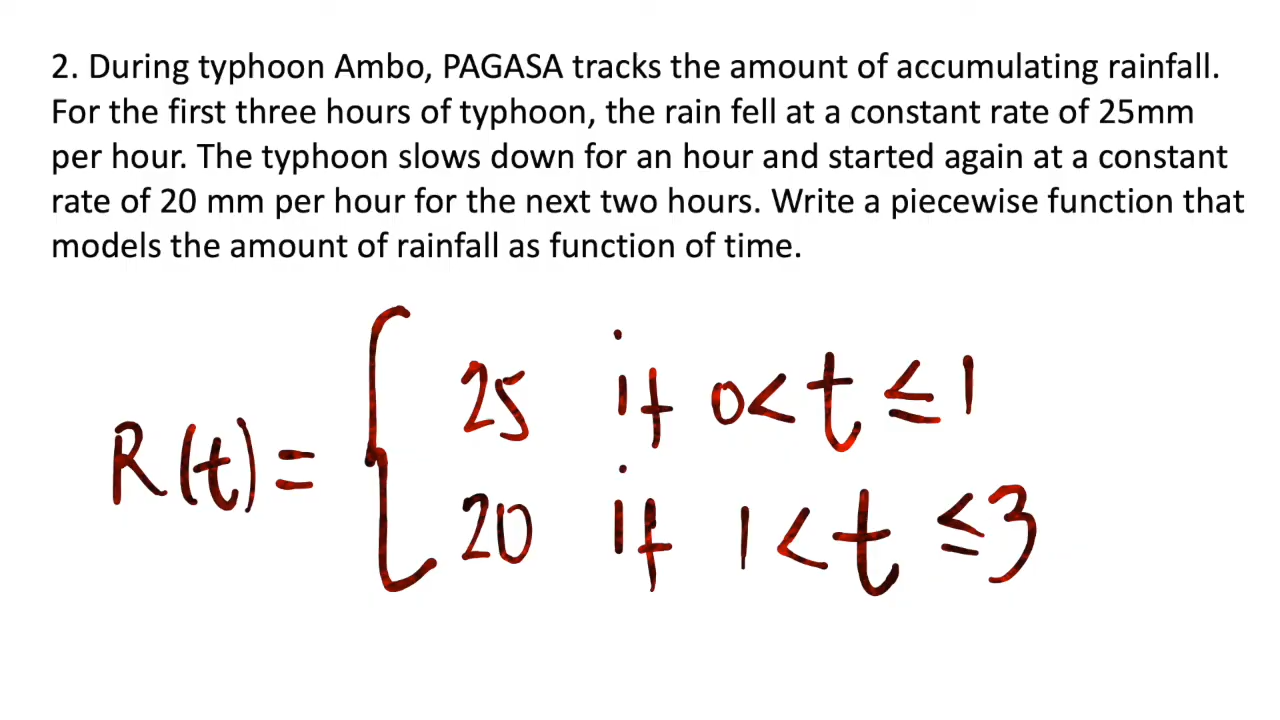 2. During typhoon Ambo, PAGASA tracks the amount of accumulating rainfall.
For the first three hours of typhoon, the rain fell at a constant rate of 25mm
per hour. The typhoon slows down for an hour and started again at a constant
rate of 20 mm per hour for the next two hours. Write a piecewise function that
models the amount of rainfall as function of time.
25 if 0<t≤1
R(t)= {
20 if 1<t≤3